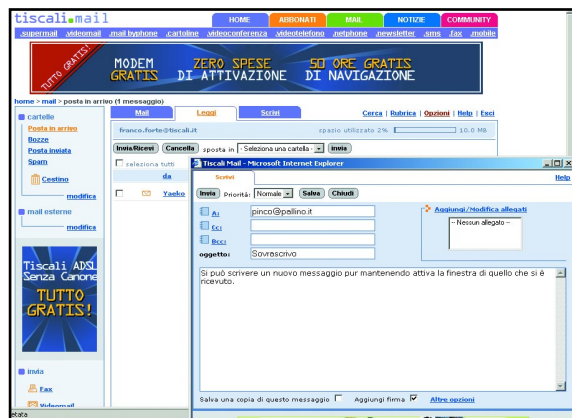 tiscali.mail
HOME ABBONATI MAIL NOTIZIE COMMUNITY
.supermail .videomail .mail byphone .cartoline .videoconferenza .videotelefono .netphone .newsletter .sms .fax .mobile
TUTTO GRATIS!
MODEM GRATIS
ZERO SPESE DI ATTIVAZIONE
50 ORE GRATIS DI NAVIGAZIONE
home > mail > posta in arrivo (1 messaggio)
cartelle
Posta in arrivo
Bozze
Posta inviata
Spam
Cestino
modifica
mail esterne
modifica
Tiscali ADSL
Senza Canone
TUTTO
GRATIS!
invia
Fax
Videomail
etata
Mail Leggi Scrivi
Cerca | Rubrica | Opzioni | Help | Esci
franco.forte@tiscali.it spazio utilizzato 2% 10.0 MB
Invia/Ricevi Cancella sposta in - Seleziona una cartella - invia
seleziona tutti
da
Yaeko
Tiscali Mail - Microsoft Internet Explorer
Scrivi Help
Invia Priorità: Normale Salva Chiudi
A: pinco@pallino.it
Cc:
Bcc:
oggetto: Sovrascrivo
Aggiungi/Modifica allegati
-- Nessun allegato --
Si può scrivere un nuovo messaggio pur mantenendo attiva la finestra di quello che si è
ricevuto.
Salva una copia di questo messaggio Aggiungi firma Altre opzioni